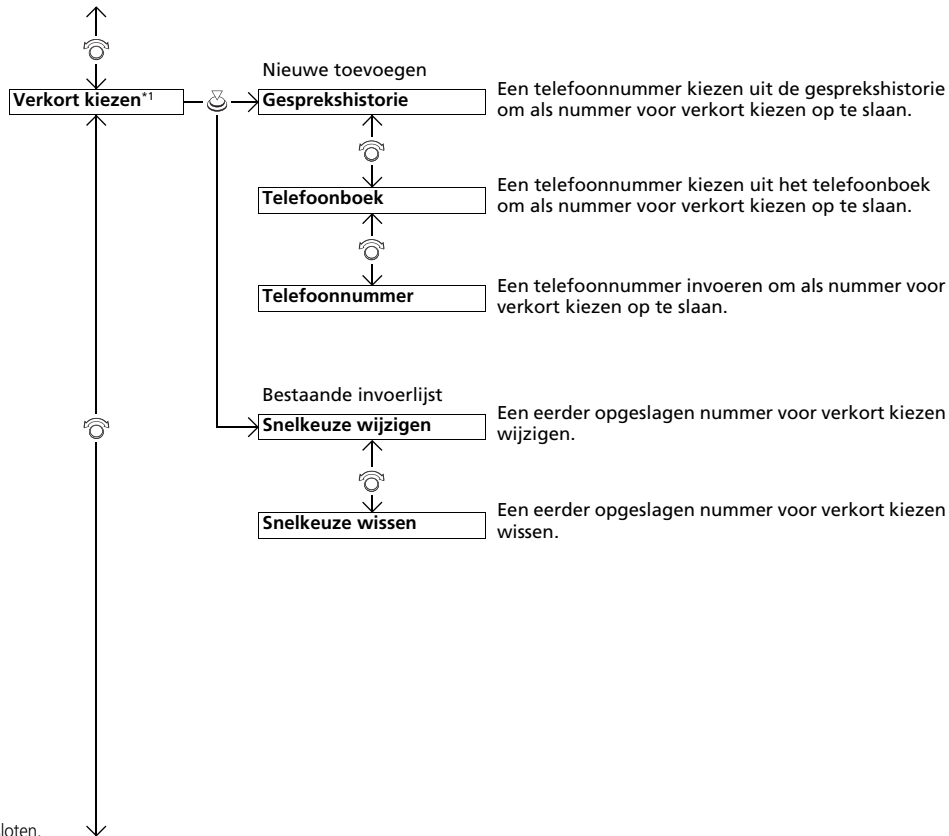 Nieuwe toevoegen
Verkort kiezen*1
Gesprekshistorie
Een telefoonnummer kiezen uit de gesprekshistorie
om als nummer voor verkort kiezen op te slaan.
Telefoonboek
Een telefoonnummer kiezen uit het telefoonboek
om als nummer voor verkort kiezen op te slaan.
Telefoonnummer
Een telefoonnummer invoeren om als nummer voor
verkort kiezen op te slaan.
Bestaande invoerlijst
Snelkeuze wijzigen
Een eerder opgeslagen nummer voor verkort kiezen
wijzigen.
Snelkeuze wissen
Een eerder opgeslagen nummer voor verkort kiezen
wissen.
loten.